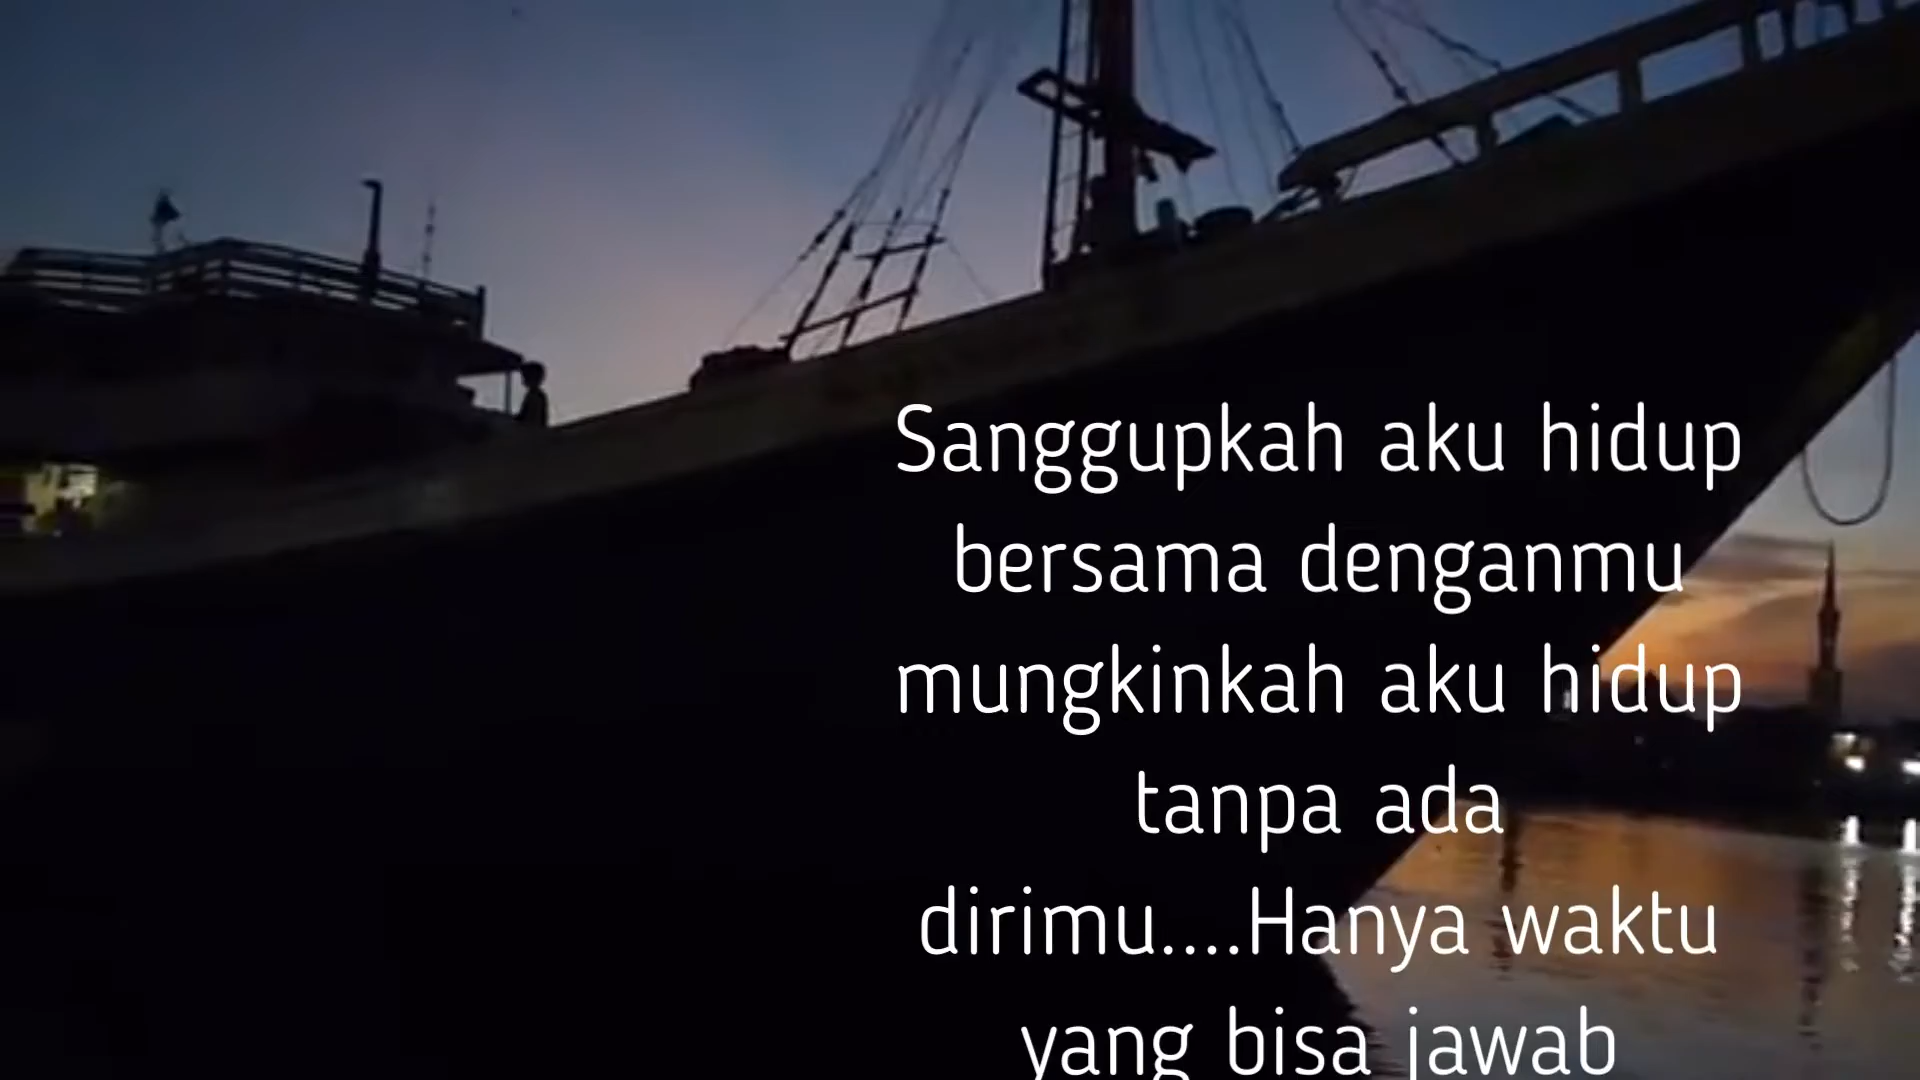 Sanggupkah aku hidup
bersama denganmu
mungkinkah aku hidup
tanpa ada
dirimu....Hanya waktu
yang bisa jawab